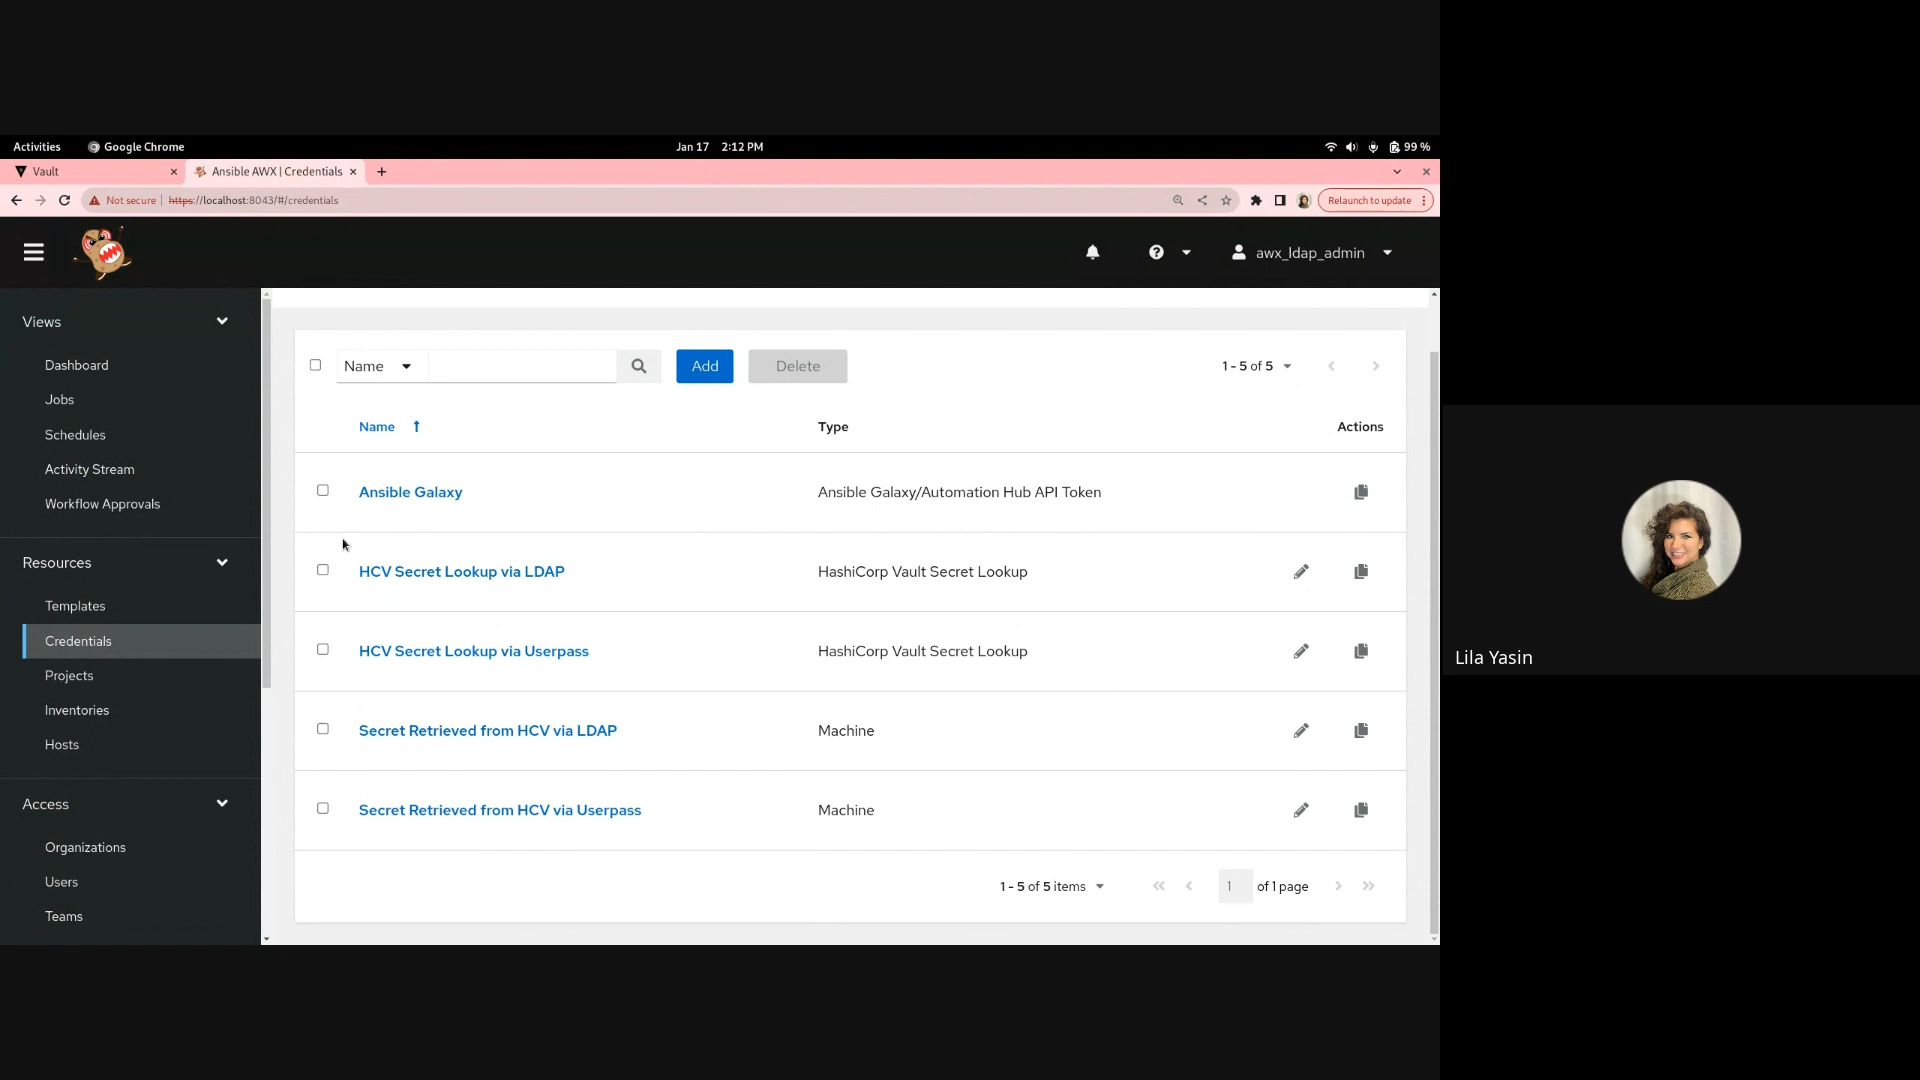 Activities Google Chrome Jan 17 2:12 PM 99 %
Vault Ansible AWX | Credentials
Not secure https://localhost:8043/#/credentials Relaunch to update
awx_ldap_admin
Views
Dashboard
Jobs
Schedules
Activity Stream
Workflow Approvals
Resources
Templates
Credentials
Projects
Inventories
Hosts
Access
Organizations
Users
Teams
Name Add Delete 1 - 5 of 5
Name Type Actions
Ansible Galaxy Ansible Galaxy/Automation Hub API Token
HCV Secret Lookup via LDAP HashiCorp Vault Secret Lookup
HCV Secret Lookup via Userpass HashiCorp Vault Secret Lookup
Secret Retrieved from HCV via LDAP Machine
Secret Retrieved from HCV via Userpass Machine
1 - 5 of 5 items 1 of 1 page
Lila Yasin